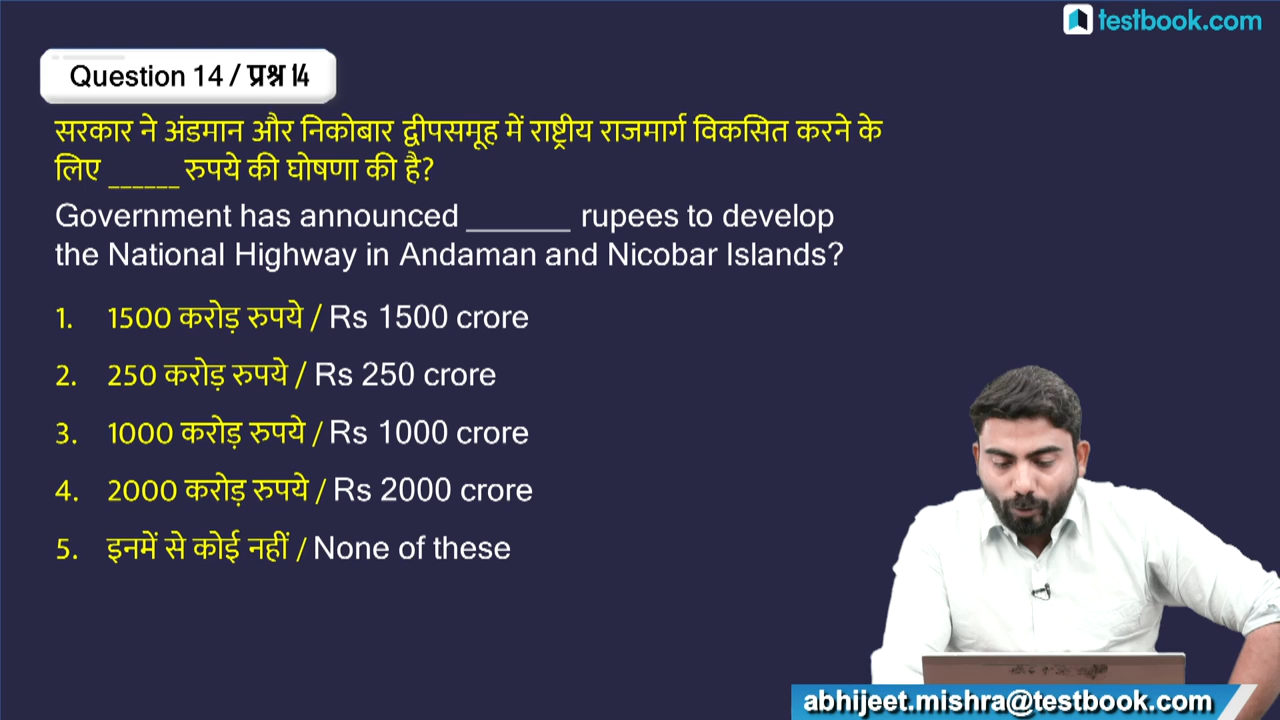 testbook.com
Question 14 / प्रश्न 14
सरकार ने अंडमान और निकोबार द्वीपसमूह में राष्ट्रीय राजमार्ग विकसित करने के
लिए ______ रुपये की घोषणा की है?
Government has announced ______ rupees to develop
the National Highway in Andaman and Nicobar Islands?
1. 1500 करोड़ रुपये / Rs 1500 crore
2. 250 करोड़ रुपये / Rs 250 crore
3. 1000 करोड़ रुपये / Rs 1000 crore
4. 2000 करोड़ रुपये / Rs 2000 crore
5. इनमें से कोई नहीं / None of these
abhijeet.mishra@testbook.com